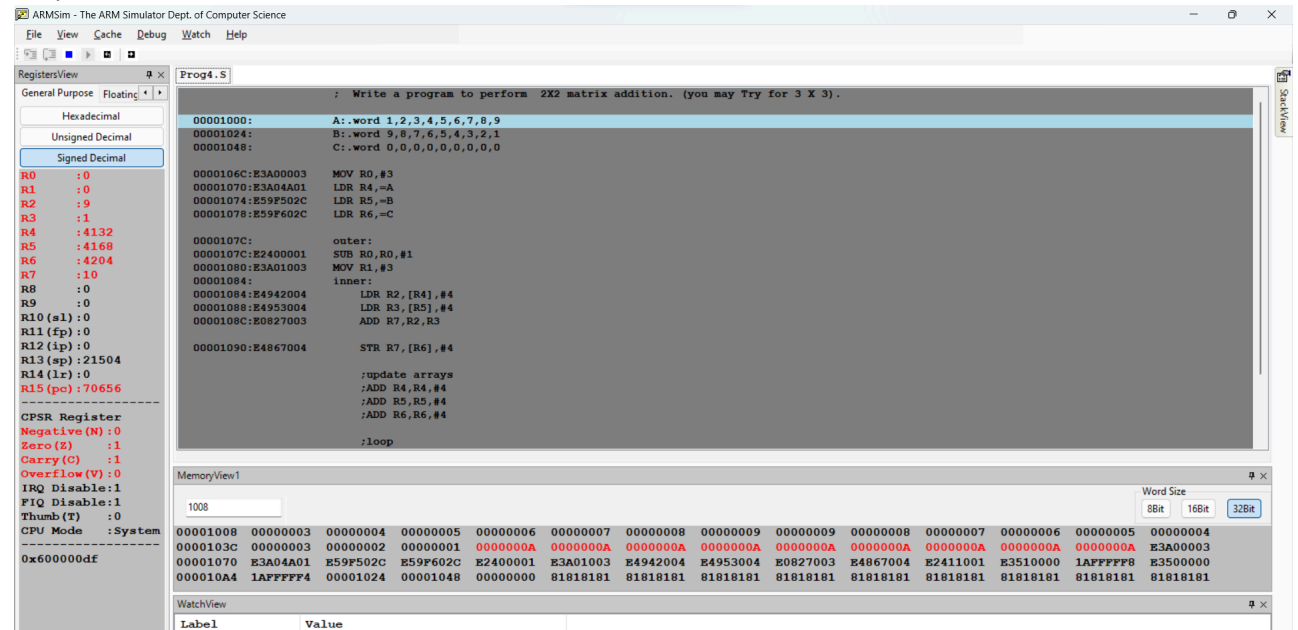 ARMSim - The ARM Simulator Dept. of Computer Science
File View Cache Debug Watch Help
RegistersView
General Purpose Floating
Hexadecimal
Unsigned Decimal
Signed Decimal
R0 :0
R1 :0
R2 :9
R3 :1
R4 :4132
R5 :4168
R6 :4204
R7 :10
R8 :0
R9 :0
R10(sl):0
R11(fp):0
R12(ip):0
R13(sp):21504
R14(lr):0
R15(pc):70656
-------------------
CPSR Register
Negative(N):0
Zero(Z) :1
Carry(C) :1
Overflow(V):0
IRQ Disable:1
FIQ Disable:1
Thumb(T) :0
CPU Mode :System
-------------------
0x600000df
Prog4.S
; Write a program to perform 2X2 matrix addition. (you may Try for 3 X 3).
00001000: A:.word 1,2,3,4,5,6,7,8,9
00001024: B:.word 9,8,7,6,5,4,3,2,1
00001048: C:.word 0,0,0,0,0,0,0,0,0
0000106C:E3A00003 MOV R0,#3
00001070:E3A04A01 LDR R4,=A
00001074:E59F502C LDR R5,=B
00001078:E59F602C LDR R6,=C
0000107C: outer:
0000107C:E2400001 SUB R0,R0,#1
00001080:E3A01003 MOV R1,#3
00001084: inner:
00001084:E4942004 LDR R2,[R4],#4
00001088:E4953004 LDR R3,[R5],#4
0000108C:E0827003 ADD R7,R2,R3
00001090:E4867004 STR R7,[R6],#4
;update arrays
;ADD R4,R4,#4
;ADD R5,R5,#4
;ADD R6,R6,#4
;loop
StackView
MemoryView1
1008
Word Size
8Bit 16Bit 32Bit
00001008 00000003 00000004 00000005 00000006 00000007 00000008 00000009 00000009 00000008 00000007 00000006 00000005 00000004
0000103C 00000003 00000002 00000001 0000000A 0000000A 0000000A 0000000A 0000000A 0000000A 0000000A 0000000A 0000000A E3A00003
00001070 E3A04A01 E59F502C E59F602C E2400001 E3A01003 E4942004 E4953004 E0827003 E4867004 E2411001 E3510000 1AFFFFF8 E3500000
000010A4 1AFFFFF4 00001024 00001048 00000000 81818181 81818181 81818181 81818181 81818181 81818181 81818181 81818181 81818181
WatchView
Label Value